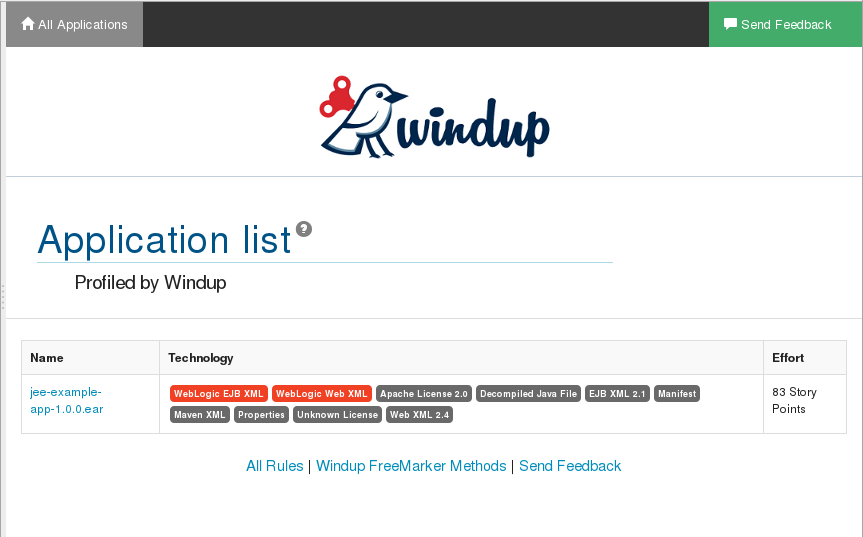 All Applications
Send Feedback
windup
Application list ?
Profiled by Windup
Name Technology Effort
jee-example- WebLogic EJB XML WebLogic Web XML Apache License 2.0 Decompiled Java File EJB XML 2.1 Manifest 83 Story
app-1.0.0.ear Maven XML Properties Unknown License Web XML 2.4 Points
All Rules | Windup FreeMarker Methods | Send Feedback